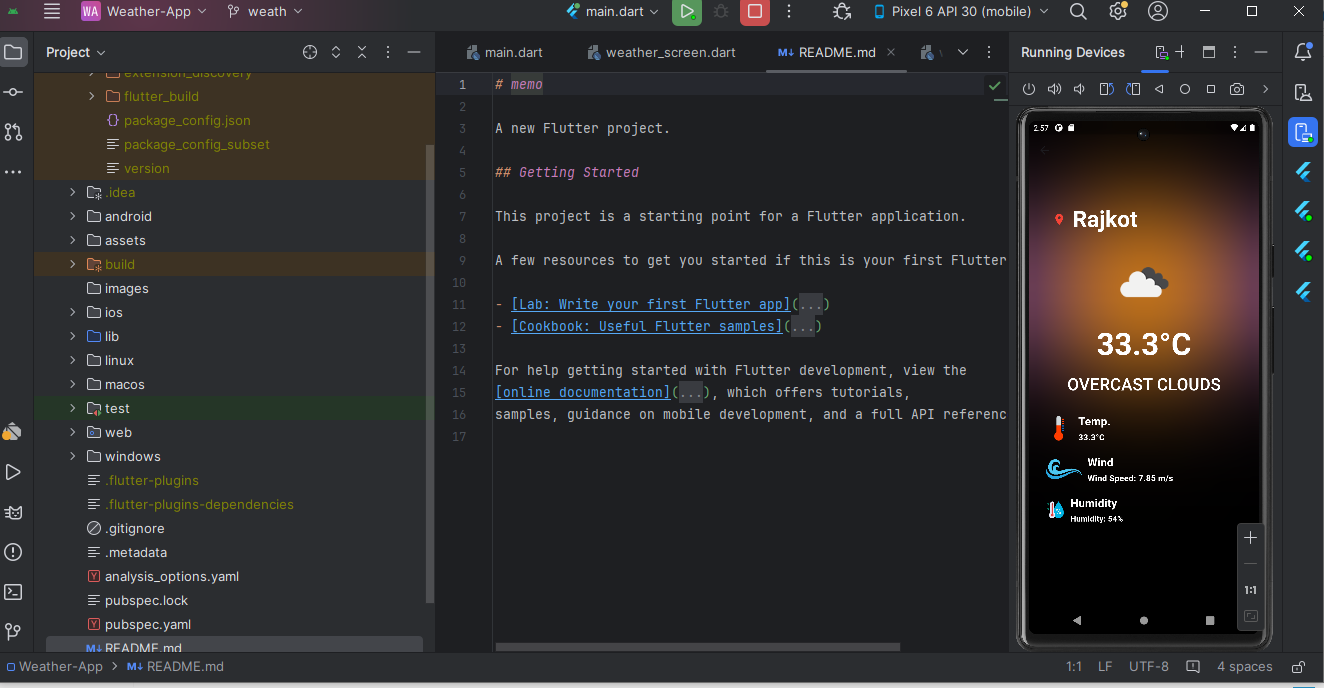 WA Weather-App weath main.dart Pixel 6 API 30 (mobile)
Project
extension_discovery
flutter_build
{} package_config.json
package_config_subset
version
.idea
android
assets
build
images
ios
lib
linux
macos
test
web
windows
.flutter-plugins
.flutter-plugins-dependencies
.gitignore
.metadata
Y analysis_options.yaml
pubspec.lock
Y pubspec.yaml
M↓ README.md
main.dart weather_screen.dart M↓ README.md
1 # memo
2
3 A new Flutter project.
4
5 ## Getting Started
6
7 This project is a starting point for a Flutter application.
8
9 A few resources to get you started if this is your first Flutter
10
11 - [Lab: Write your first Flutter app](...)
12 - [Cookbook: Useful Flutter samples](...)
13
14 For help getting started with Flutter development, view the
15 [online documentation](...), which offers tutorials,
16 samples, guidance on mobile development, and a full API referenc
17
Running Devices
2:57
Rajkot
33.3°C
OVERCAST CLOUDS
Temp.
33.3°C
Wind
Wind Speed: 7.85 m/s
Humidity
Humidity: 54%
1:1
Weather-App > M↓ README.md
1:1 LF UTF-8 4 spaces